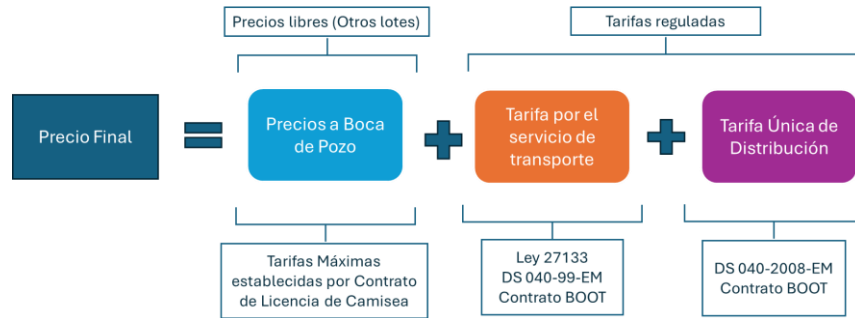 Precios libres (Otros lotes)
Tarifas reguladas
Precio Final
=
Precios a Boca
de Pozo
+
Tarifa por el
servicio de
transporte
+
Tarifa Única de
Distribución
Tarifas Máximas
establecidas por Contrato
de Licencia de Camisea
Ley 27133
DS 040-99-EM
Contrato BOOT
DS 040-2008-EM
Contrato BOOT